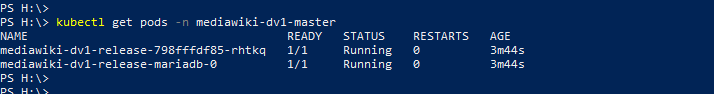 PS H:\>
PS H:\> kubectl get pods -n mediawiki-dv1-master
NAME READY STATUS RESTARTS AGE
mediawiki-dv1-release-798fffdf85-rhtkq 1/1 Running 0 3m44s
mediawiki-dv1-release-mariadb-0 1/1 Running 0 3m44s
PS H:\>
PS H:\>